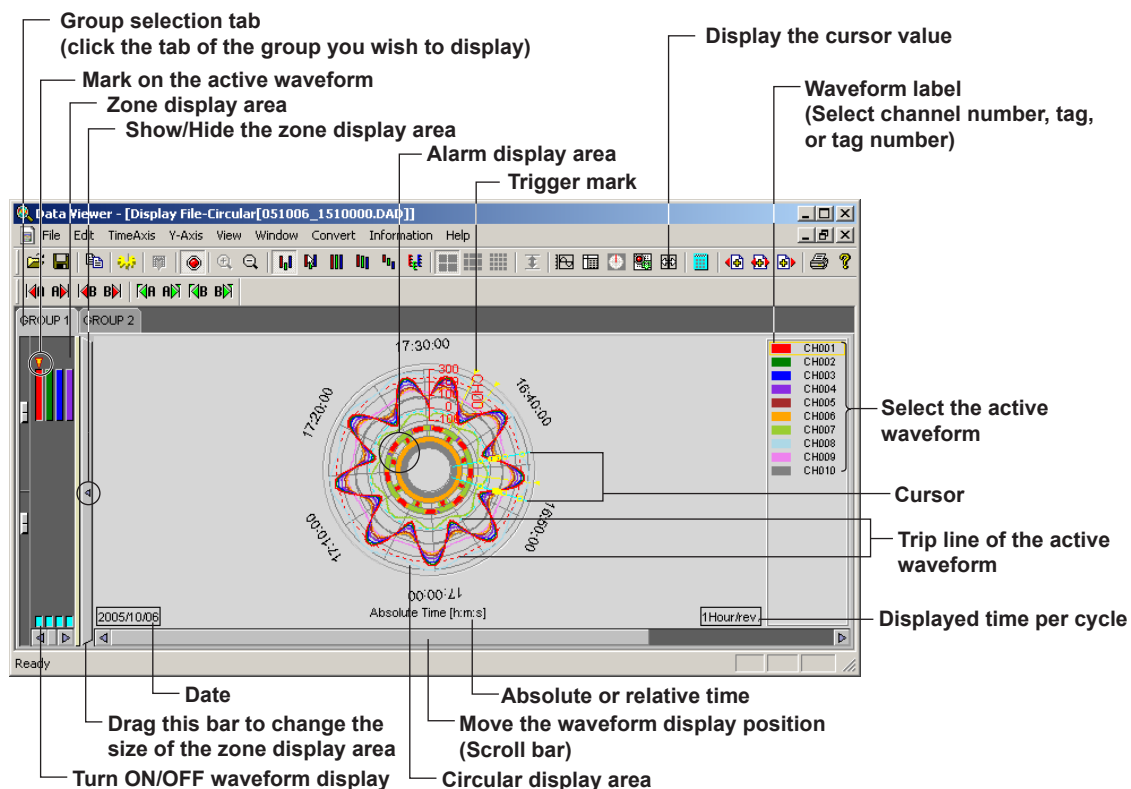 Group selection tab
(click the tab of the group you wish to display)
Mark on the active waveform
Zone display area
Show/Hide the zone display area
Alarm display area
Trigger mark
Display the cursor value
Waveform label
(Select channel number, tag,
or tag number)
Data Viewer - [Display File-Circular[051006_1510000.DAD]]
File Edit TimeAxis Y-Axis View Window Convert Information Help
GROUP 1 GROUP 2
17:30:00
16:40:00
16:50:00
17:00:00
17:10:00
17:20:00
300
100
0
-100
CH001
CH002
CH003
CH004
CH005
CH006
CH007
CH008
CH009
CH010
Select the active
waveform
Cursor
Trip line of the active
waveform
Displayed time per cycle
2005/10/06
Absolute Time [h:m:s]
1Hour/rev.
Ready
Date
Absolute or relative time
Drag this bar to change the
size of the zone display area
Move the waveform display position
(Scroll bar)
Turn ON/OFF waveform display
Circular display area